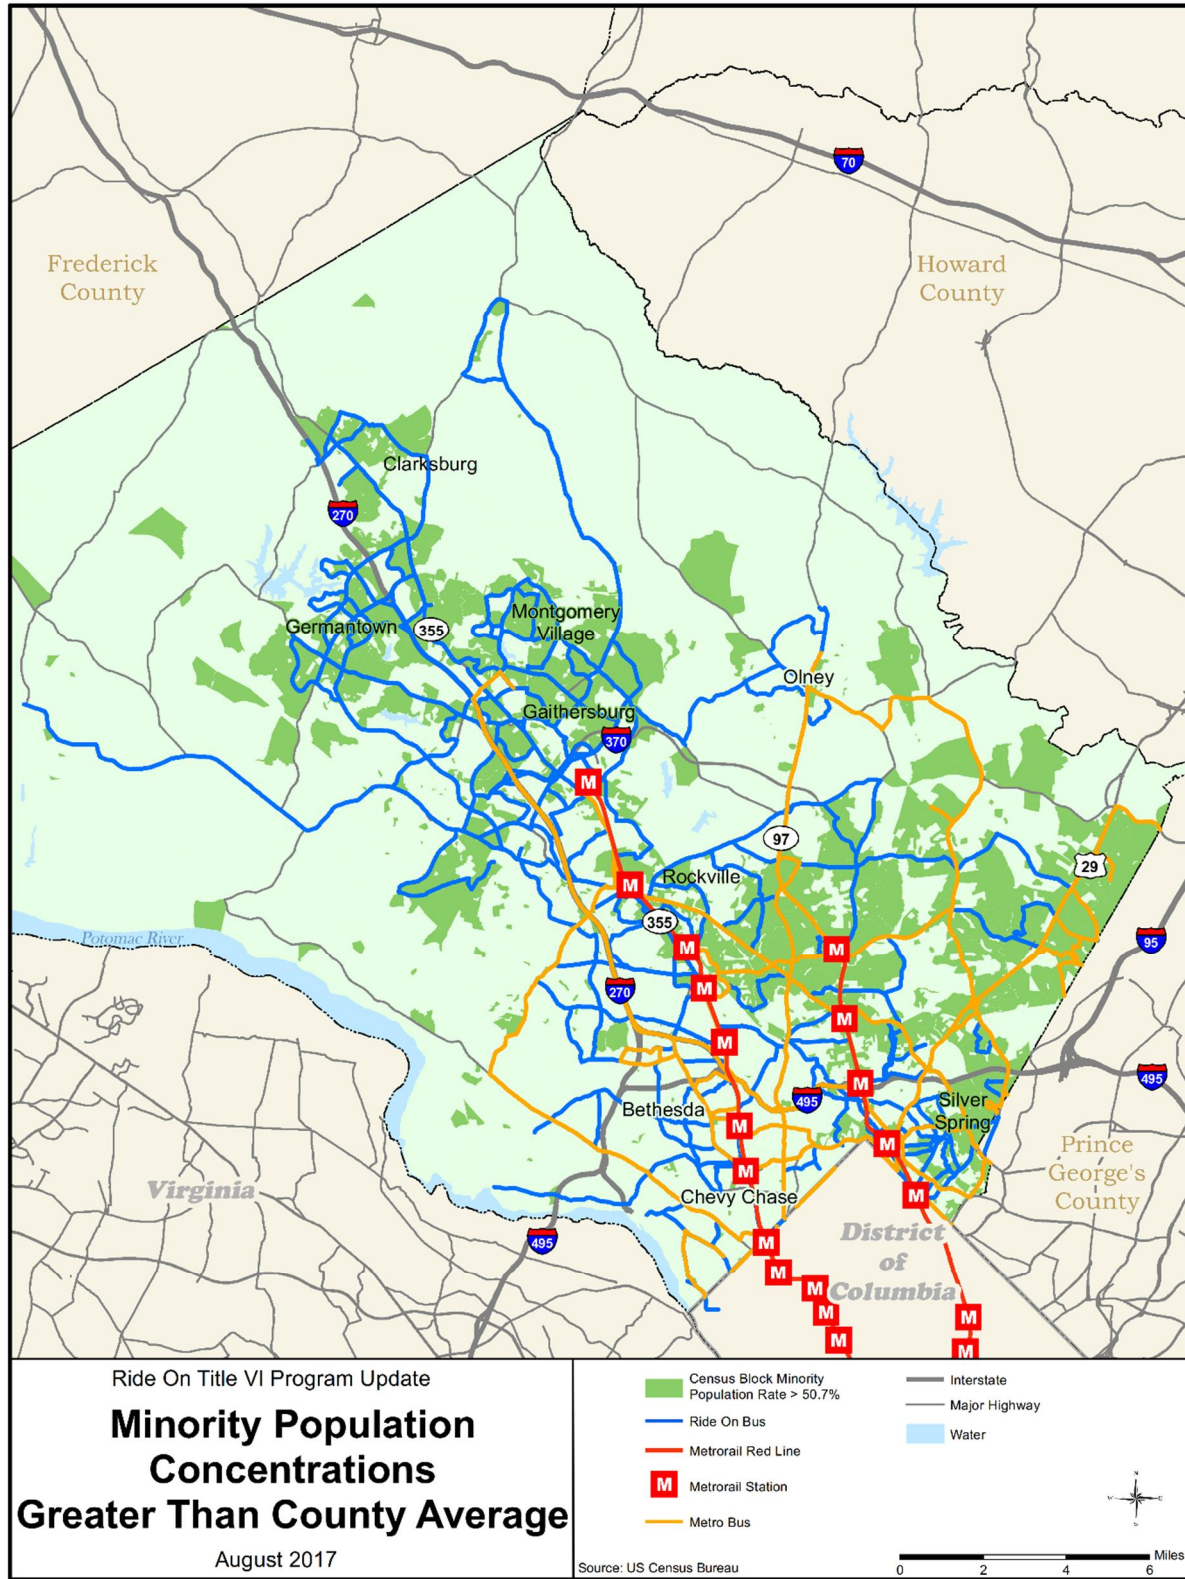 70
Frederick
County
Howard
County
Clarksburg
270
Montgomery
Village
Germantown
355
Olney
Gaithersburg
370
M
97
29
Rockville
M
355
Potomac River
95
M
M
270
M
M
M
495
M
495
Silver
Spring
Bethesda
M
M
Prince
George's
County
M
Virginia
Chevy Chase
M
495
M
District
of
Columbia
M
M
M
M
M
M
Ride On Title VI Program Update
Minority Population
Concentrations
Greater Than County Average
August 2017
Census Block Minority
Population Rate > 50.7%
Ride On Bus
Metrorail Red Line
M Metrorail Station
Metro Bus
Source: US Census Bureau
Interstate
Major Highway
Water
N
W E
S
Miles
0 2 4 6